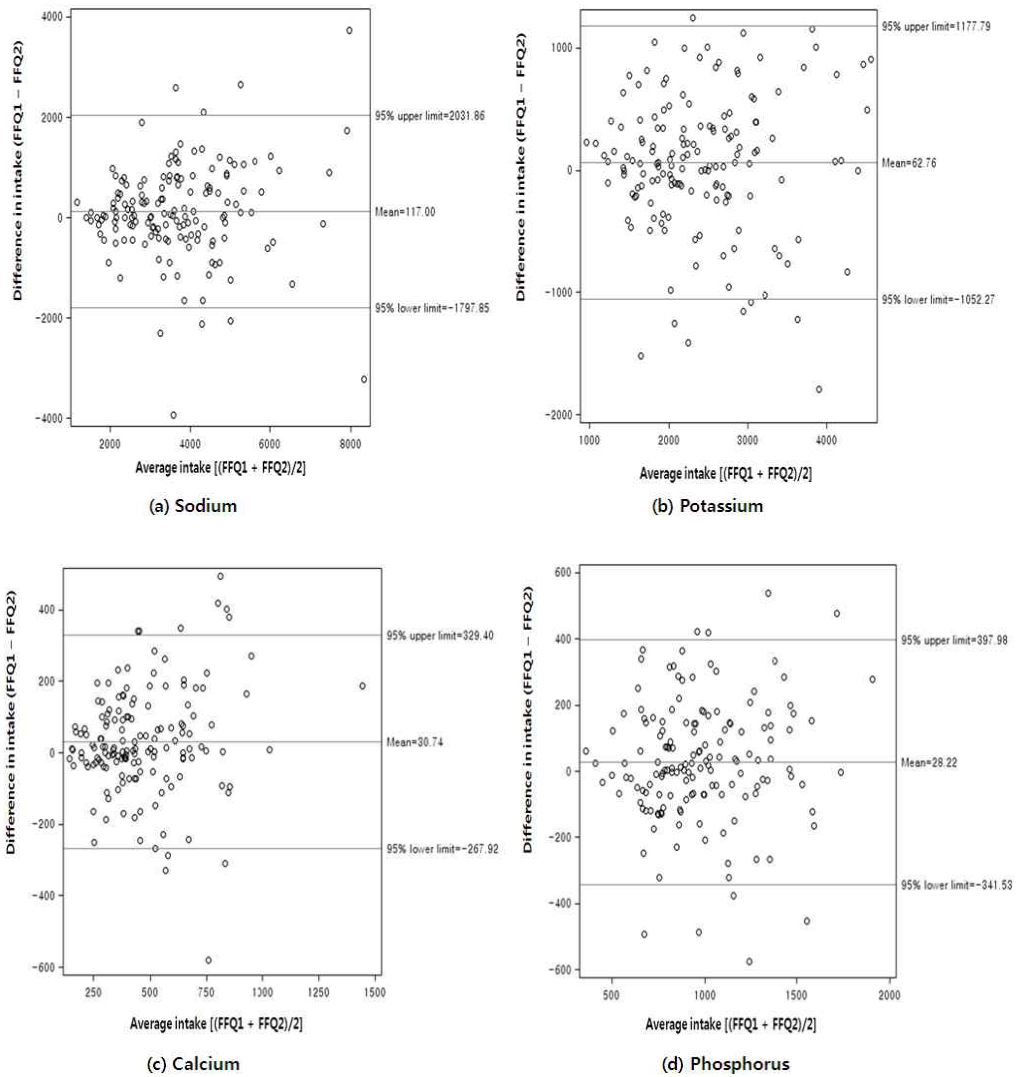 Difference in intake (FFQ1 − FFQ2)
4000
2000
0
−2000
−4000
95% upper limit=2031.86
Mean=117.00
95% lower limit=−1797.85
2000 4000 6000 8000
Average intake [(FFQ1 + FFQ2)/2]
(a) Sodium
Difference in intake (FFQ1 − FFQ2)
1000
0
−1000
−2000
95% upper limit=1177.79
Mean=62.76
95% lower limit=−1052.27
1000 2000 3000 4000
Average intake [(FFQ1 + FFQ2)/2]
(b) Potassium
Difference in intake (FFQ1 − FFQ2)
400
200
0
−200
−400
−600
95% upper limit=329.40
Mean=30.74
95% lower limit=−267.92
250 500 750 1000 1250 1500
Average intake [(FFQ1 + FFQ2)/2]
(c) Calcium
Difference in intake (FFQ1 − FFQ2)
600
400
200
0
−200
−400
−600
95% upper limit=397.98
Mean=28.22
95% lower limit=−341.53
500 1000 1500 2000
Average intake [(FFQ1 + FFQ2)/2]
(d) Phosphorus